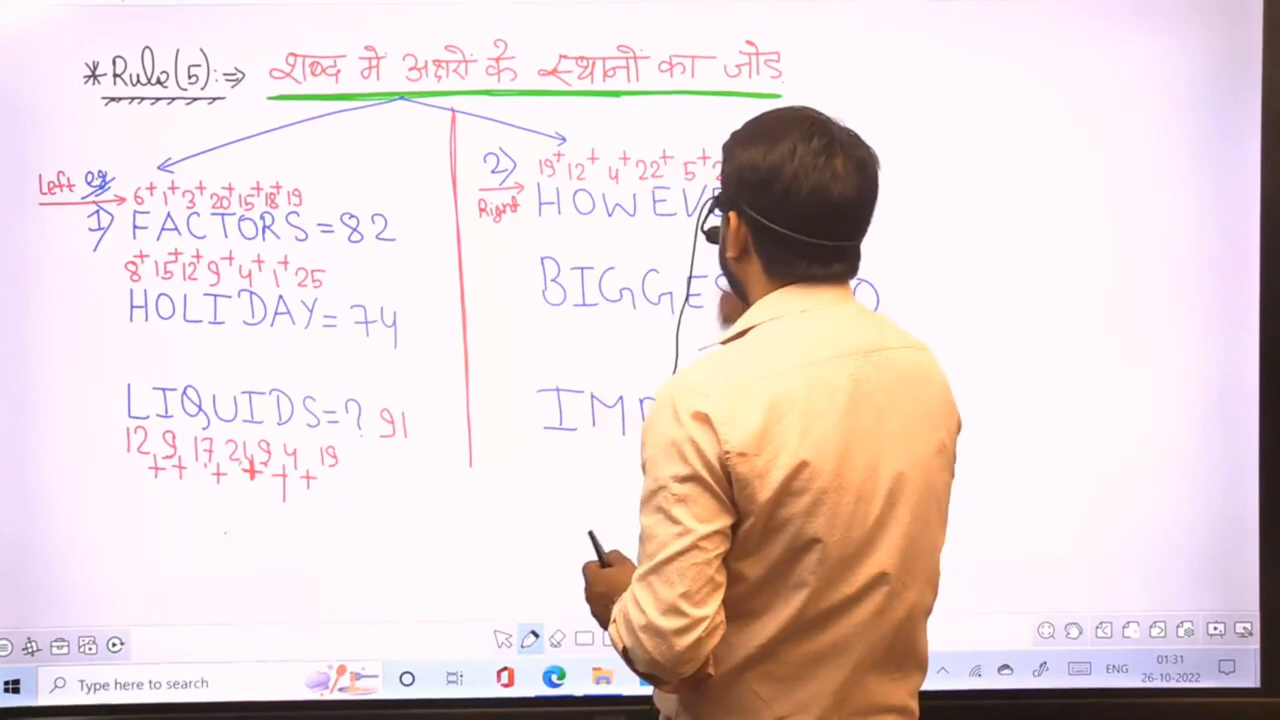 *Rule(5):⇒ शब्द में अक्षरों के स्थानों का जोड़
Left eg
6+1+3+20+15+18+19
1) FACTORS=82
8+15+12+9+4+1+25
HOLIDAY=74
LIQUIDS=? 91
12+9+17+21+9+4+19
2) 19+12+4+22+5+
Right HOWEV
BIGGES
IM
Type here to search
ENG
01:31
26-10-2022